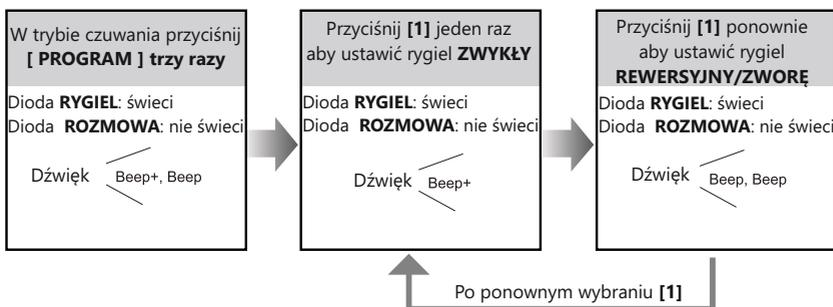 W trybie czuwania przyciśnij
[ PROGRAM ] trzy razy
Dioda RYGIEL: świeci
Dioda ROZMOWA: nie świeci
Dźwięk
Beep+, Beep
Przyciśnij [1] jeden raz
aby ustawić rygiel ZWYKŁY
Dioda RYGIEL: świeci
Dioda ROZMOWA: nie świeci
Dźwięk
Beep+
Przyciśnij [1] ponownie
aby ustawić rygiel
REWERSYJNY/ZWORĘ
Dioda RYGIEL: świeci
Dioda ROZMOWA: nie świeci
Dźwięk
Beep, Beep
Po ponownym wybraniu [1]